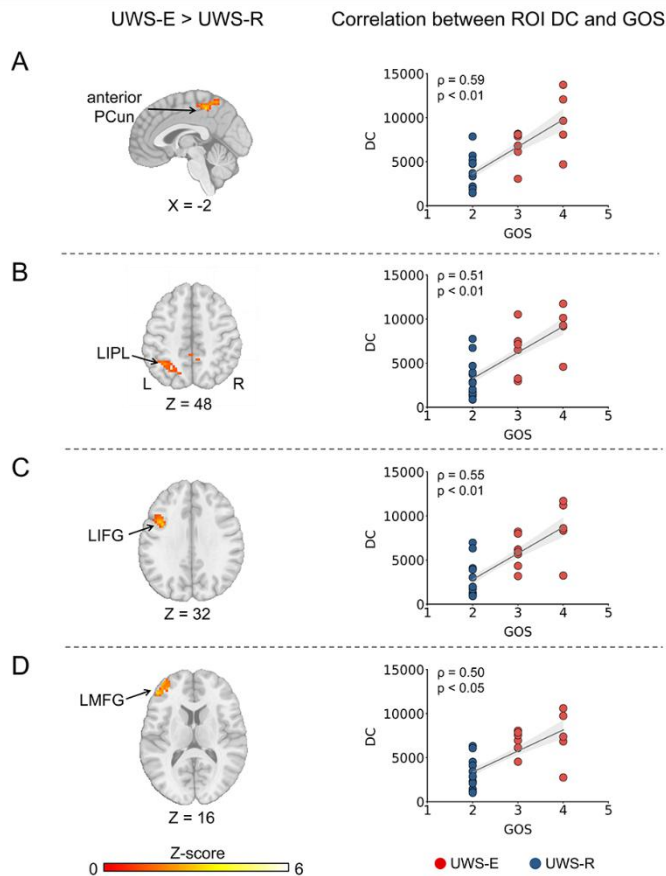 UWS-E > UWS-R Correlation between ROI DC and GOS
A
anterior
PCun
X = -2
ρ = 0.59
p < 0.01
15000
10000
5000
0
DC
1 2 3 4 5
GOS
B
LIPL
L R
Z = 48
ρ = 0.51
p < 0.01
15000
10000
5000
0
DC
1 2 3 4 5
GOS
C
LIFG
Z = 32
ρ = 0.55
p < 0.01
15000
10000
5000
0
DC
1 2 3 4 5
GOS
D
LMFG
Z = 16
ρ = 0.50
p < 0.05
15000
10000
5000
0
DC
1 2 3 4 5
GOS
Z-score
0 6
UWS-E UWS-R